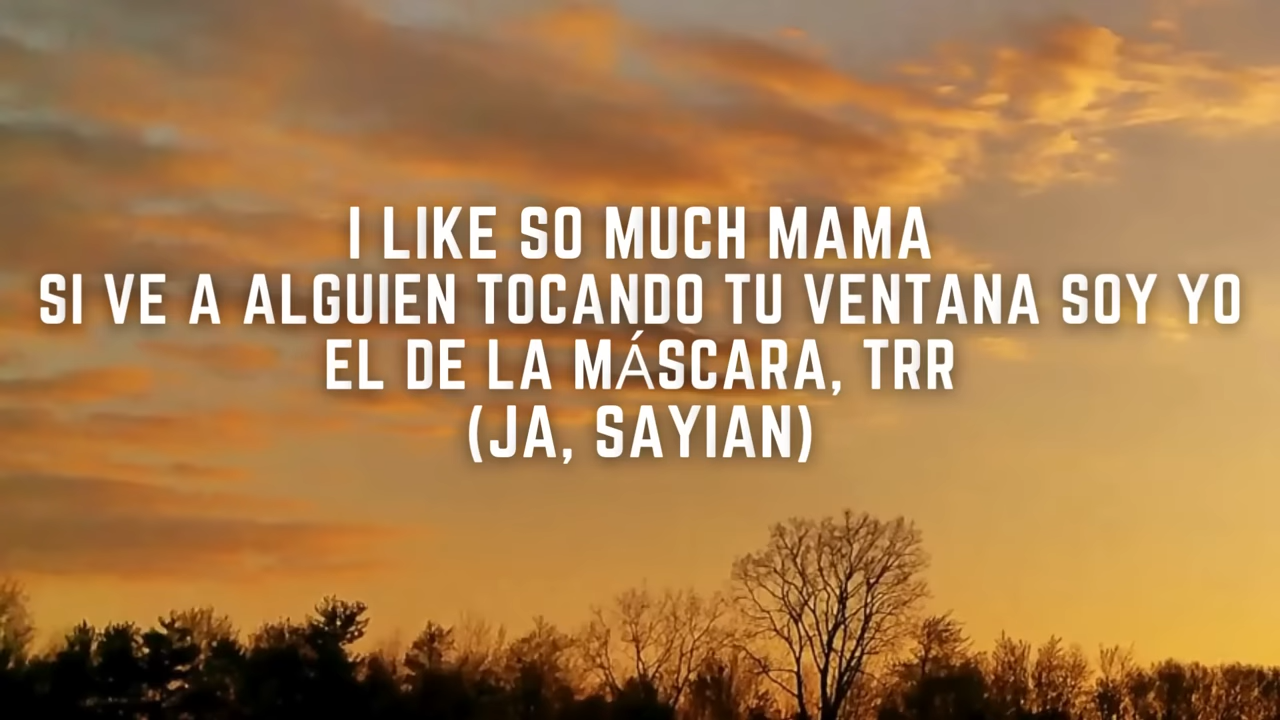 I LIKE SO MUCH MAMA
SI VE A ALGUIEN TOCANDO TU VENTANA SOY YO
EL DE LA MÁSCARA, TRR
(JA, SAYIAN)